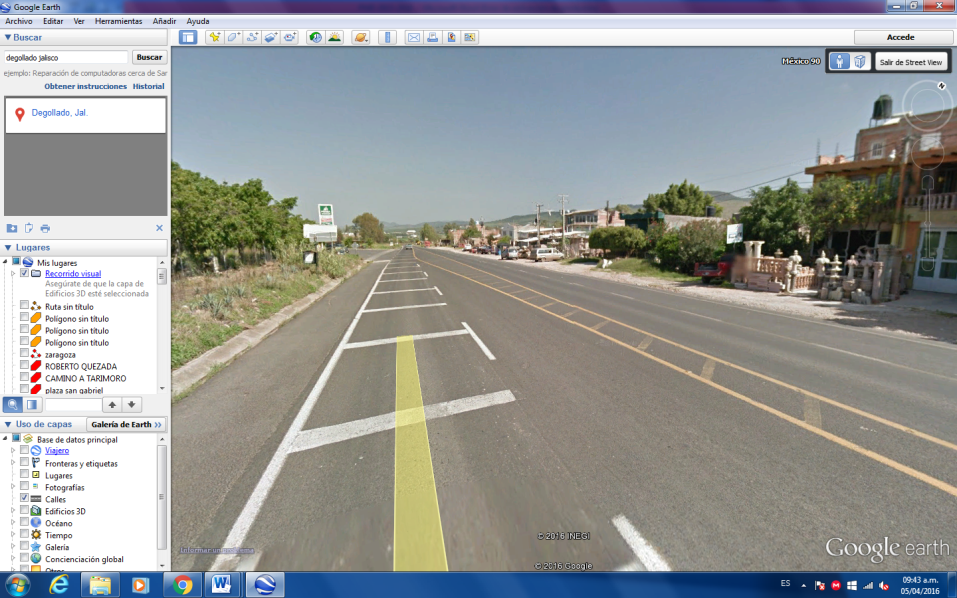 Google Earth
Archivo Editar Ver Herramientas Añadir Ayuda
Buscar
degollado jalisco
Buscar
ejemplo: Reparación de computadoras cerca de Sar
Obtener instrucciones Historial
Degollado, Jal.
Lugares
Mis lugares
Recorrido visual
Asegúrate de que la capa de
Edificios 3D esté seleccionada
Ruta sin título
Polígono sin título
Polígono sin título
Polígono sin título
zaragoza
ROBERTO QUEZADA
CAMINO A TARIMORO
plaza san gabriel
Uso de capas
Galería de Earth >>
Base de datos principal
Viajero
Fronteras y etiquetas
Lugares
Fotografías
Calles
Edificios 3D
Océano
Tiempo
Galería
Concienciación global
Otros
Accede
México 90
Salir de Street View
N
Informar un problema
© 2016 INEGI
© 2016 Google
Google earth
W
ES
09:43 a.m.
05/04/2016